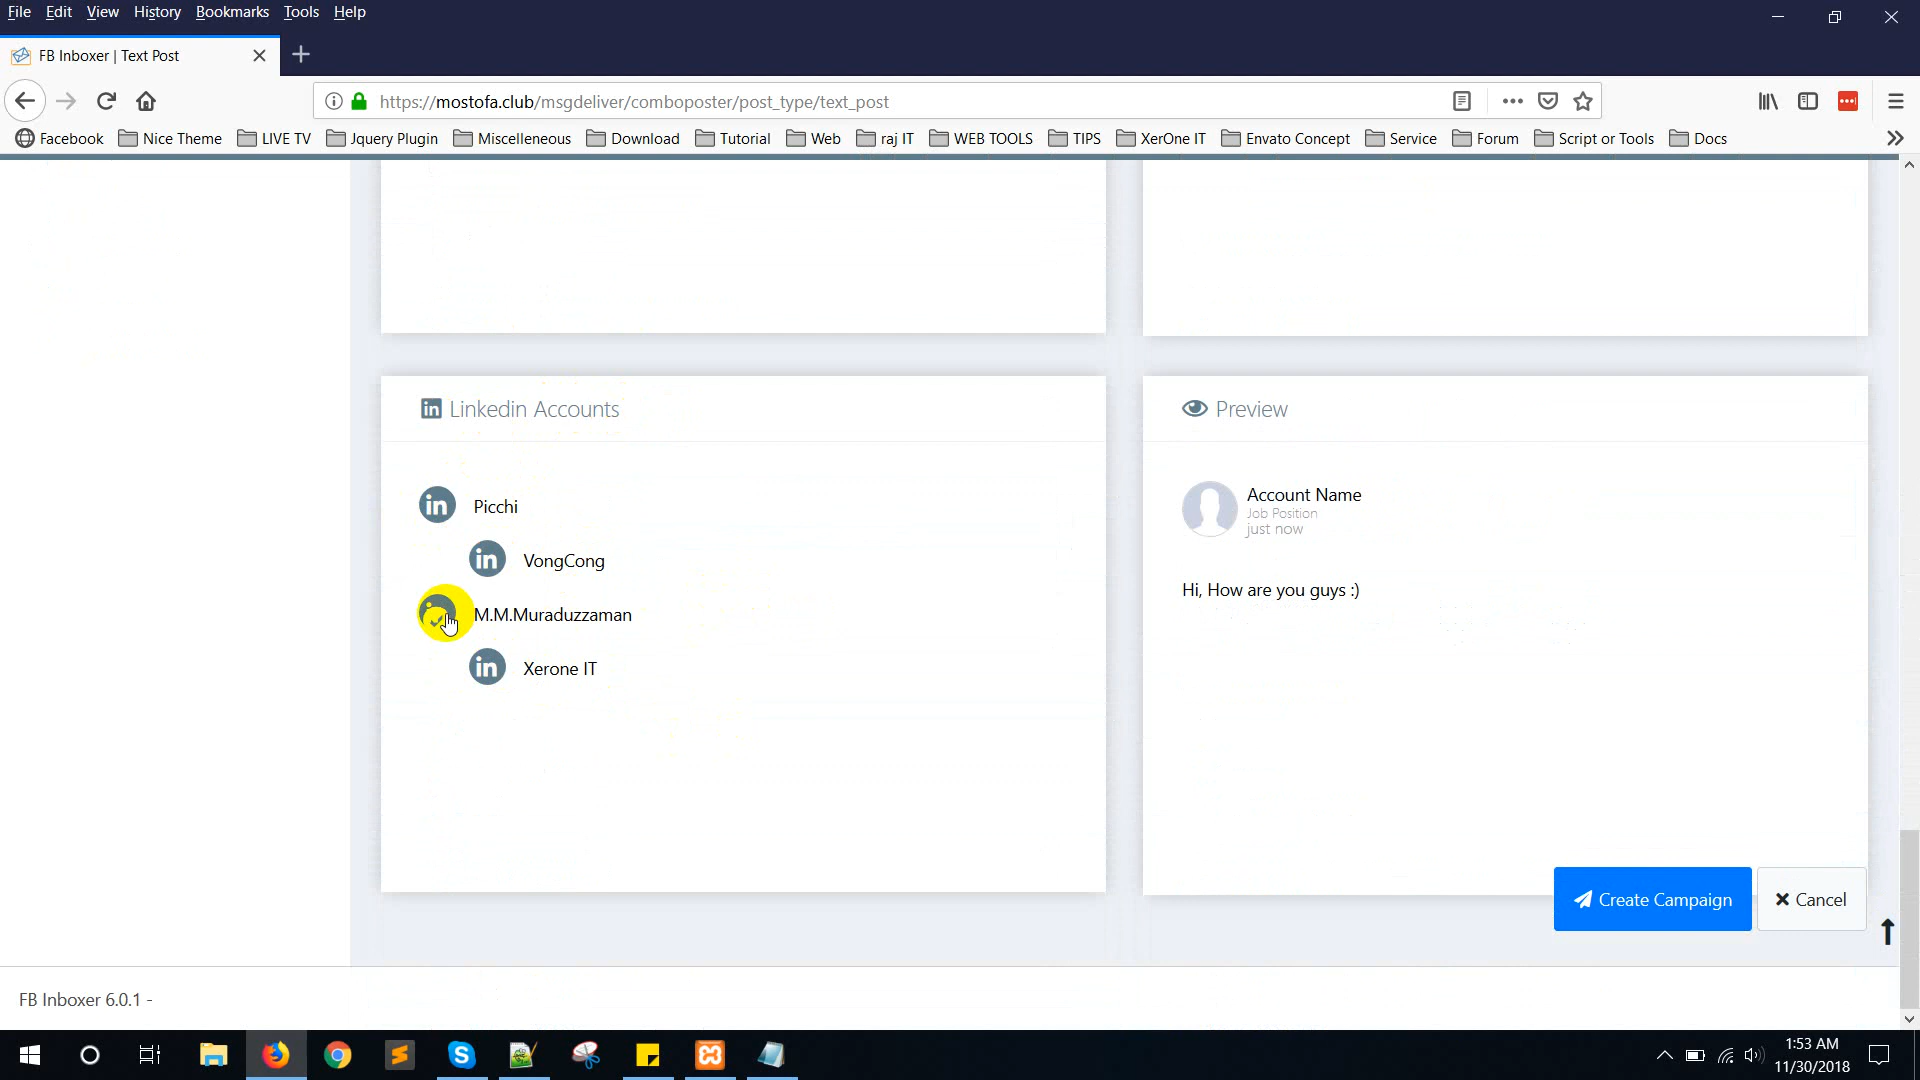 File Edit View History Bookmarks Tools Help
FB Inboxer | Text Post
https://mostofa.club/msgdeliver/comboposter/post_type/text_post
Facebook Nice Theme LIVE TV Jquery Plugin Miscelleneous Download Tutorial Web raj IT WEB TOOLS TIPS XerOne IT Envato Concept Service Forum Script or Tools Docs
Linkedin Accounts
Picchi
VongCong
M.M.Muraduzzaman
Xerone IT
Preview
Account Name
Job Position
just now
Hi, How are you guys :)
Create Campaign
Cancel
FB Inboxer 6.0.1 -
1:53 AM
11/30/2018